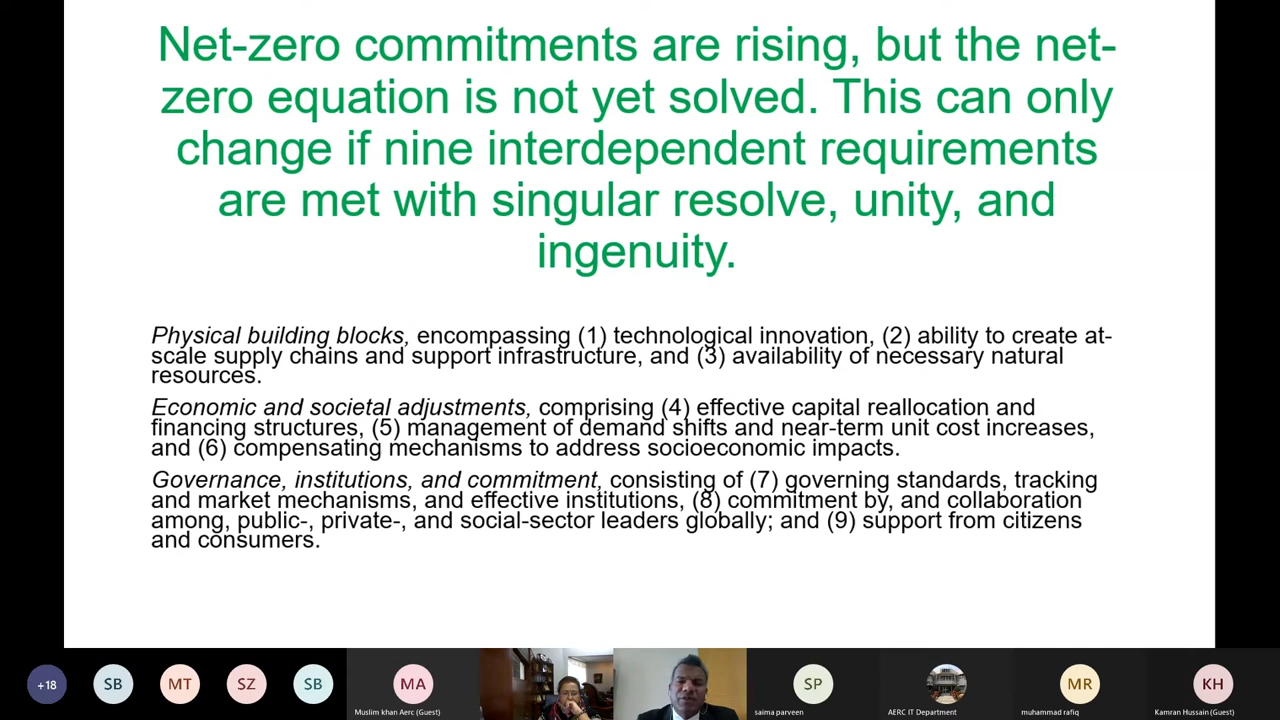 Net-zero commitments are rising, but the net-
zero equation is not yet solved. This can only
change if nine interdependent requirements
are met with singular resolve, unity, and
ingenuity.
Physical building blocks, encompassing (1) technological innovation, (2) ability to create at-
scale supply chains and support infrastructure, and (3) availability of necessary natural
resources.
Economic and societal adjustments, comprising (4) effective capital reallocation and
financing structures, (5) management of demand shifts and near-term unit cost increases,
and (6) compensating mechanisms to address socioeconomic impacts.
Governance, institutions, and commitment, consisting of (7) governing standards, tracking
and market mechanisms, and effective institutions, (8) commitment by, and collaboration
among, public-, private-, and social-sector leaders globally; and (9) support from citizens
and consumers.
+18
SB
MT
SZ
SB
MA
SP
MR
KH
Muslim khan Aerc (Guest)
saima parveen
AERC IT Department
muhammad rafiq
Kamran Hussain (Guest)